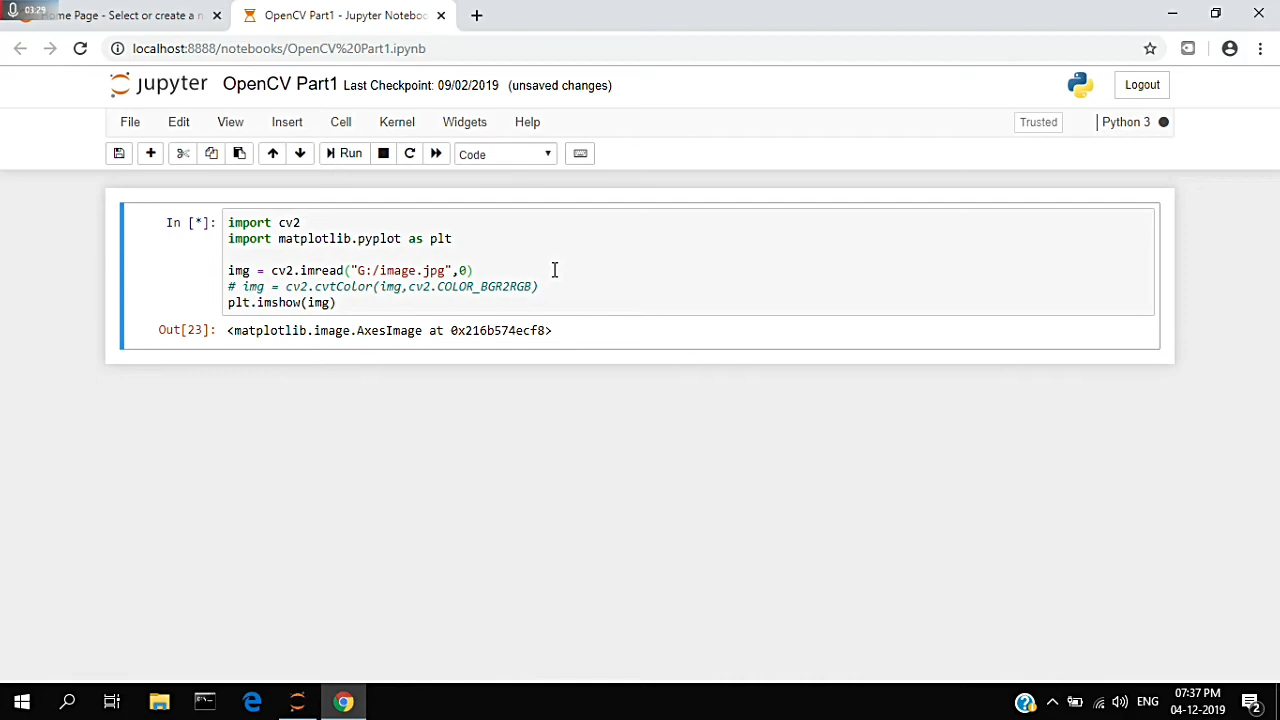 03:29
Home Page - Select or create a n
OpenCV Part1 - Jupyter Noteboo
localhost:8888/notebooks/OpenCV%20Part1.ipynb
jupyter OpenCV Part1 Last Checkpoint: 09/02/2019 (unsaved changes)
Logout
File Edit View Insert Cell Kernel Widgets Help
Trusted
Python 3
Run
Code
In [*]:
import cv2
import matplotlib.pyplot as plt
img = cv2.imread("G:/image.jpg",0)
# img = cv2.cvtColor(img,cv2.COLOR_BGR2RGB)
plt.imshow(img)
Out[23]: <matplotlib.image.AxesImage at 0x216b574ecf8>
ENG
07:37 PM
04-12-2019
2